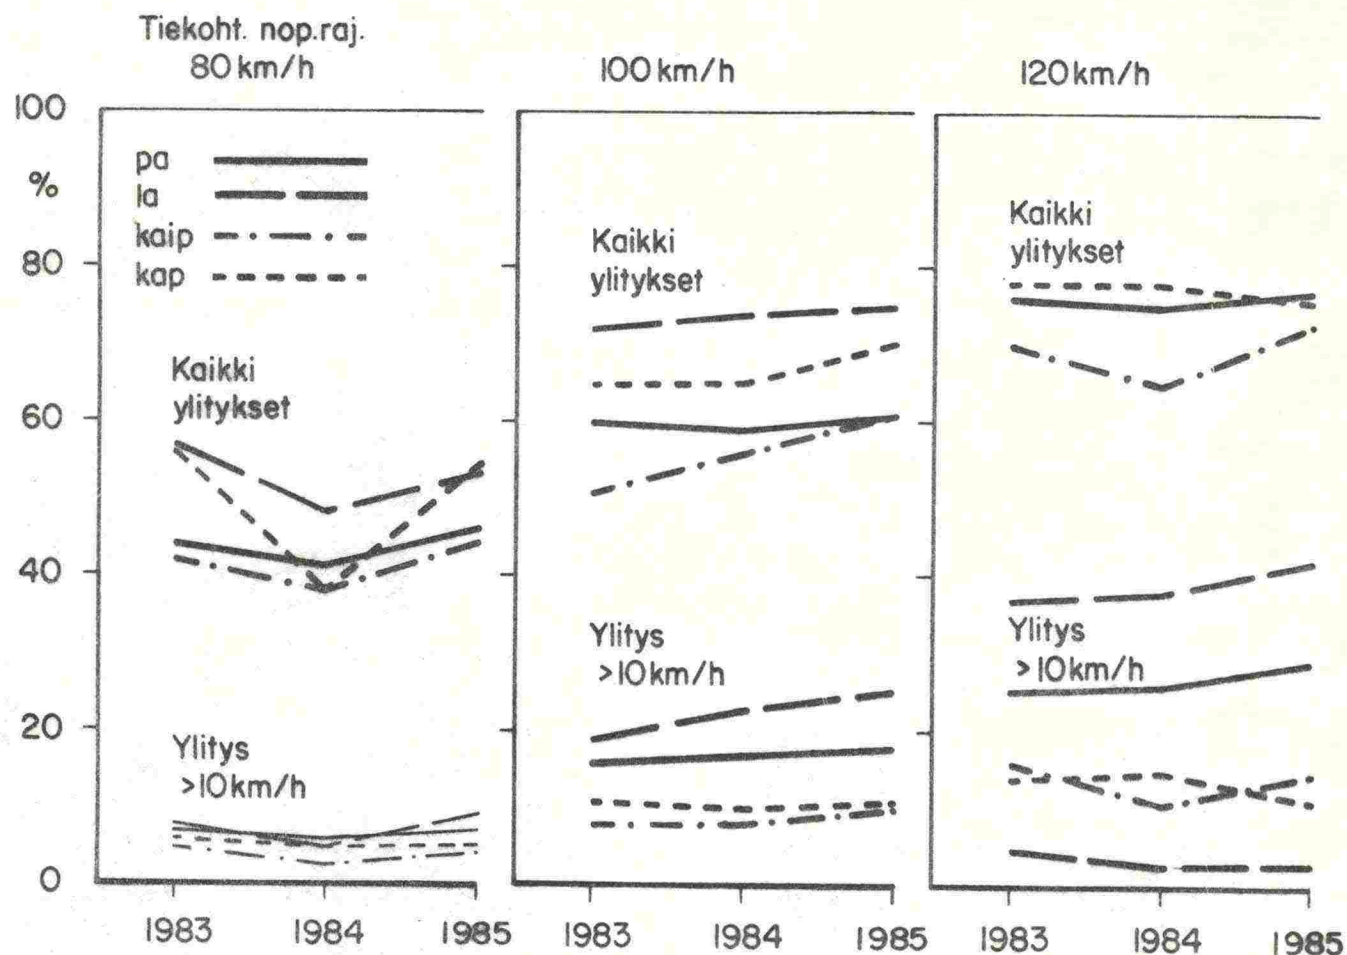 Tiekoht. nop.raj.
80 km/h
100 km/h
120 km/h
100
%
80
60
40
20
0
pa
la
kaip
kap
Kaikki
ylitykset
Ylitys
>10 km/h
1983 1984 1985
Kaikki
ylitykset
Ylitys
>10 km/h
1983 1984 1985
Kaikki
ylitykset
Ylitys
>10 km/h
1983 1984 1985